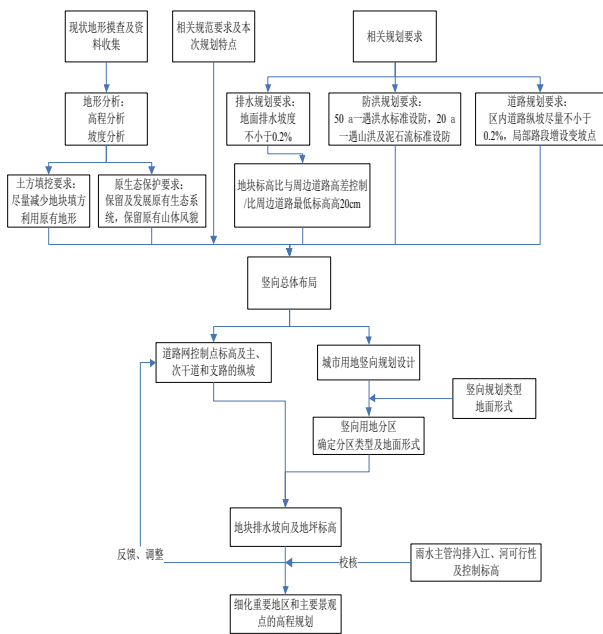 现状地形摸查及资
料收集
相关规范要求及本
次规划特点
相关规划要求
地形分析：
高程分析
坡度分析
排水规划要求：
地面排水坡度
不小于0.2%
防洪规划要求：
50 a一遇洪水标准设防，20 a
一遇山洪及泥石流标准设防
道路规划要求：
区内道路纵坡尽量不小于
0.2%，局部路段增设变坡点
土方填挖要求：
尽量减少地块填方
利用原有地形
原生态保护要求：
保留及发展原有生态系
统，保留原有山体风貌
地块标高比与周边道路高差控制
/比周边道路最低标高高20cm
竖向总体布局
道路网控制点标高及主、
次干道和支路的纵坡
城市用地竖向规划设计
竖向规划类型
地面形式
竖向用地分区
确定分区类型及地面形式
地块排水坡向及地坪标高
反馈、调整
校核
雨水主管沟排入江、河可行性
及控制标高
细化重要地区和主要景观
点的高程规划